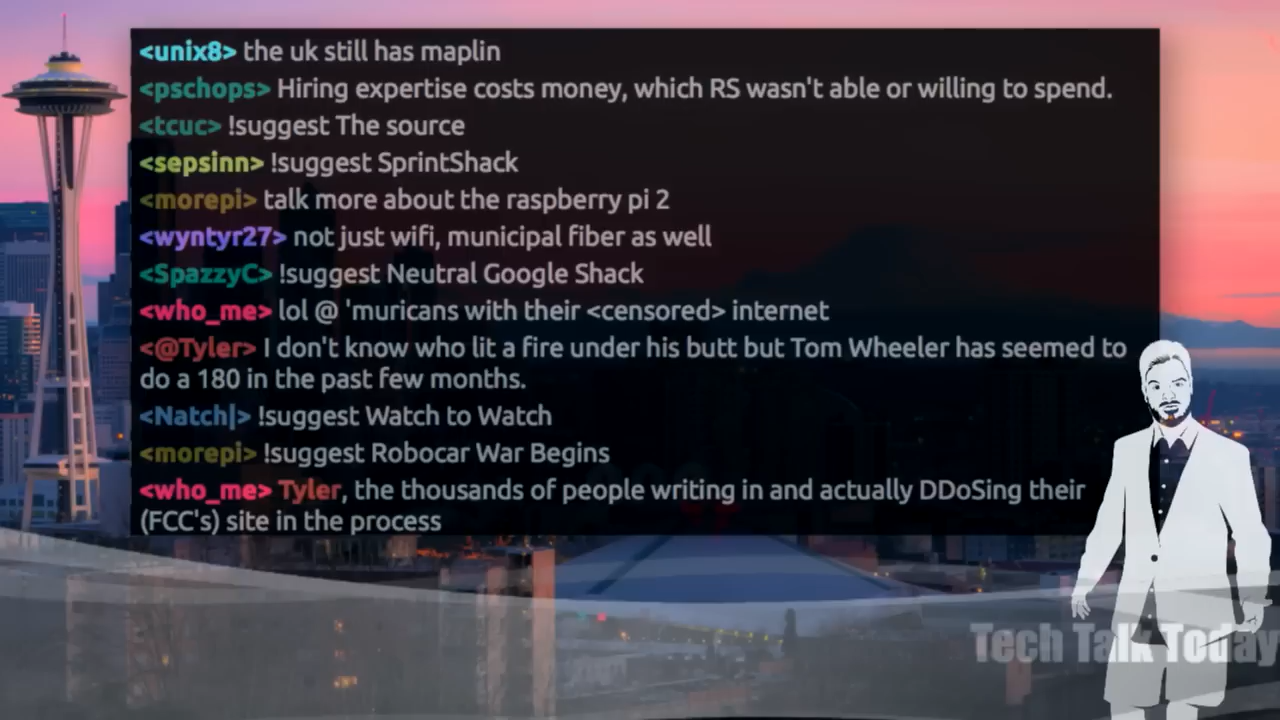 <unix8> the uk still has maplin
<pschops> Hiring expertise costs money, which RS wasn't able or willing to spend.
<tcuc> !suggest The source
<sepsinn> !suggest SprintShack
<morepi> talk more about the raspberry pi 2
<wyntyr27> not just wifi, municipal fiber as well
<SpazzyC> !suggest Neutral Google Shack
<who_me> lol @ 'muricans with their <censored> internet
<@Tyler> I don't know who lit a fire under his butt but Tom Wheeler has seemed to
do a 180 in the past few months.
<Natch|> !suggest Watch to Watch
<morepi> !suggest Robocar War Begins
<who_me> Tyler, the thousands of people writing in and actually DDoSing their
(FCC's) site in the process
Tech Talk Today